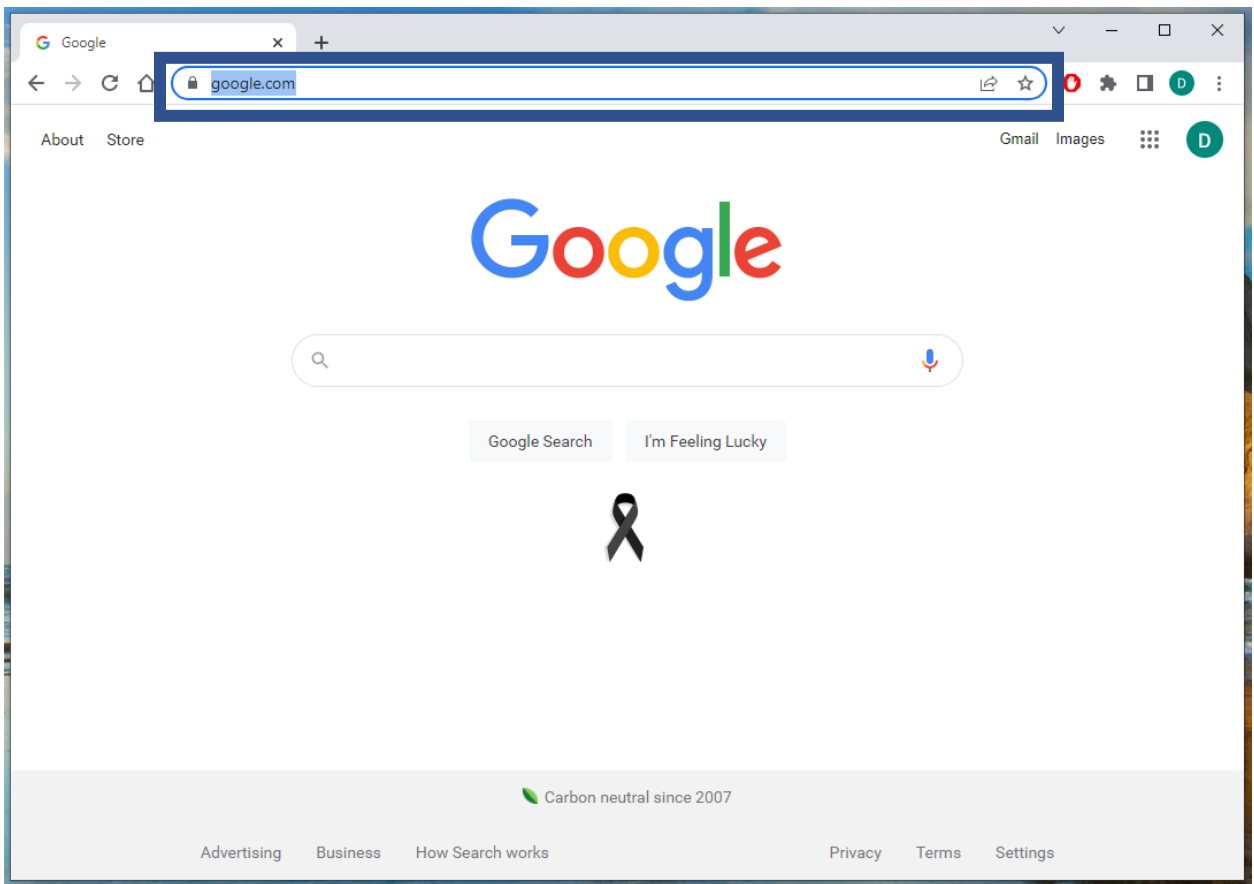 Google
google.com
D
About Store
Gmail Images
D
Google
Google Search I'm Feeling Lucky
Carbon neutral since 2007
Advertising Business How Search works
Privacy Terms Settings